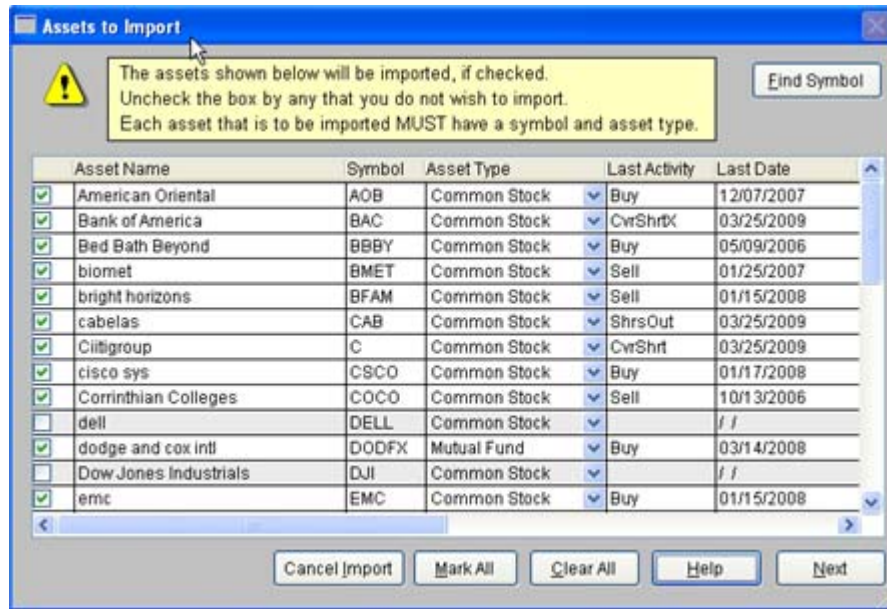 Assets to Import
The assets shown below will be imported, if checked.
Uncheck the box by any that you do not wish to import.
Each asset that is to be imported MUST have a symbol and asset type.
Find Symbol
Asset Name Symbol Asset Type Last Activity Last Date
American Oriental AOB Common Stock Buy 12/07/2007
Bank of America BAC Common Stock CvrShrtX 03/25/2009
Bed Bath Beyond BBBY Common Stock Buy 05/09/2006
biomet BMET Common Stock Sell 01/25/2007
bright horizons BFAM Common Stock Sell 01/15/2008
cabelas CAB Common Stock ShrsOut 03/25/2009
Ciitigroup C Common Stock CvrShrt 03/25/2009
cisco sys CSCO Common Stock Buy 01/17/2008
Corrinthian Colleges COCO Common Stock Sell 10/13/2006
dell DELL Common Stock / /
dodge and cox intl DODFX Mutual Fund Buy 03/14/2008
Dow Jones Industrials DJI Common Stock / /
emc EMC Common Stock Buy 01/15/2008
Cancel Import Mark All Clear All Help Next